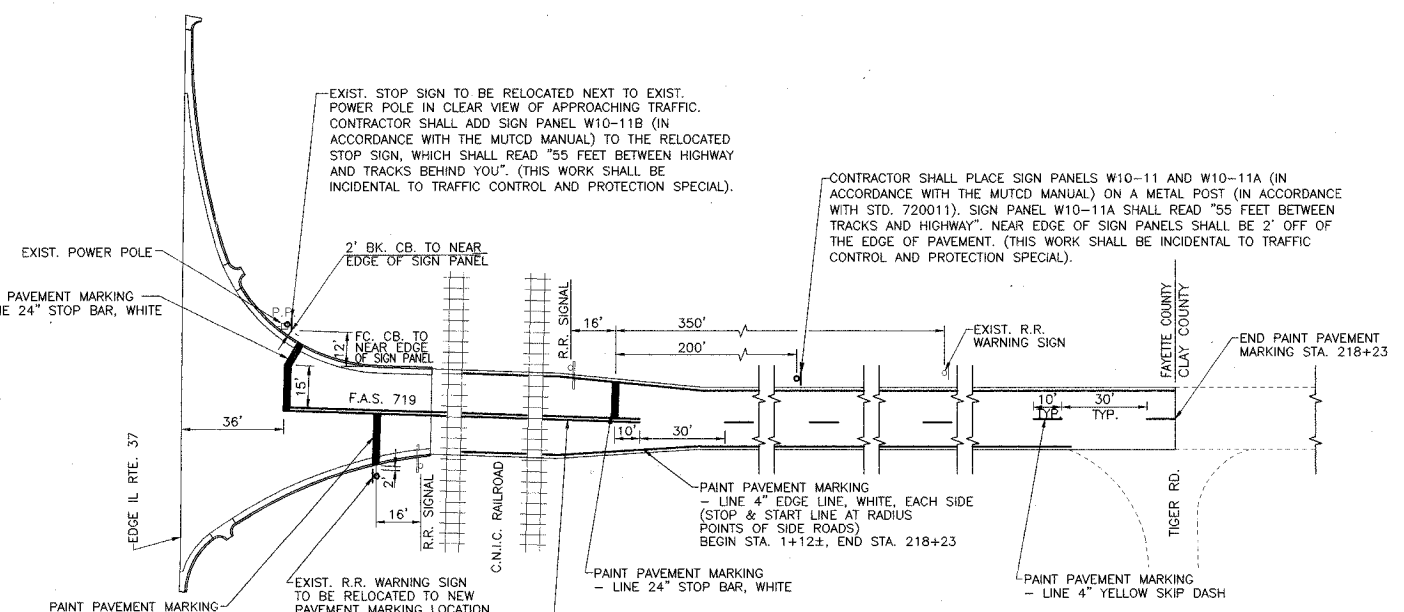 EXIST. STOP SIGN TO BE RELOCATED NEXT TO EXIST.
POWER POLE IN CLEAR VIEW OF APPROACHING TRAFFIC.
CONTRACTOR SHALL ADD SIGN PANEL W10-11B (IN
ACCORDANCE WITH THE MUTCD MANUAL) TO THE RELOCATED
STOP SIGN, WHICH SHALL READ "55 FEET BETWEEN HIGHWAY
AND TRACKS BEHIND YOU". (THIS WORK SHALL BE
INCIDENTAL TO TRAFFIC CONTROL AND PROTECTION SPECIAL).
CONTRACTOR SHALL PLACE SIGN PANELS W10-11 AND W10-11A (IN
ACCORDANCE WITH THE MUTCD MANUAL) ON A METAL POST (IN ACCORDANCE
WITH STD. 720011). SIGN PANEL W10-11A SHALL READ "55 FEET BETWEEN
TRACKS AND HIGHWAY". NEAR EDGE OF SIGN PANELS SHALL BE 2' OFF OF
THE EDGE OF PAVEMENT. (THIS WORK SHALL BE INCIDENTAL TO TRAFFIC
CONTROL AND PROTECTION SPECIAL).
EXIST. POWER POLE
2' BK. CB. TO NEAR
EDGE OF SIGN PANEL
PAVEMENT MARKING
NE 24" STOP BAR, WHITE
P.P.
12'
FC. CB. TO
NEAR EDGE
OF SIGN PANEL
R.R. SIGNAL
16'
350'
200'
EXIST. R.R.
WARNING SIGN
FAYETTE COUNTY
CLAY COUNTY
END PAINT PAVEMENT
MARKING STA. 218+23
15'
F.A.S. 719
36'
10'
30'
10'
TYP.
30'
TYP.
EDGE IL RTE. 37
2'
16'
R.R. SIGNAL
C.N.I.C. RAILROAD
PAINT PAVEMENT MARKING
- LINE 4" EDGE LINE, WHITE, EACH SIDE
(STOP & START LINE AT RADIUS
POINTS OF SIDE ROADS)
BEGIN STA. 1+12±, END STA. 218+23
TIGER RD.
PAINT PAVEMENT MARKING
- LINE 24" STOP BAR, WHITE
PAINT PAVEMENT MARKING
- LINE 4" YELLOW SKIP DASH
EXIST. R.R. WARNING SIGN
TO BE RELOCATED TO NEW
PAVEMENT MARKING LOCATION
PAINT PAVEMENT MARKING